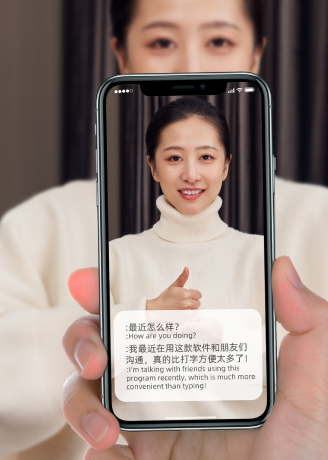 :最近怎么样?
:How are you doing?
:我最近在用这款软件和朋友们
沟通，真的比打字方便太多了!
:I'm talking with friends using this
program recently, which is much more
convenient than typing!